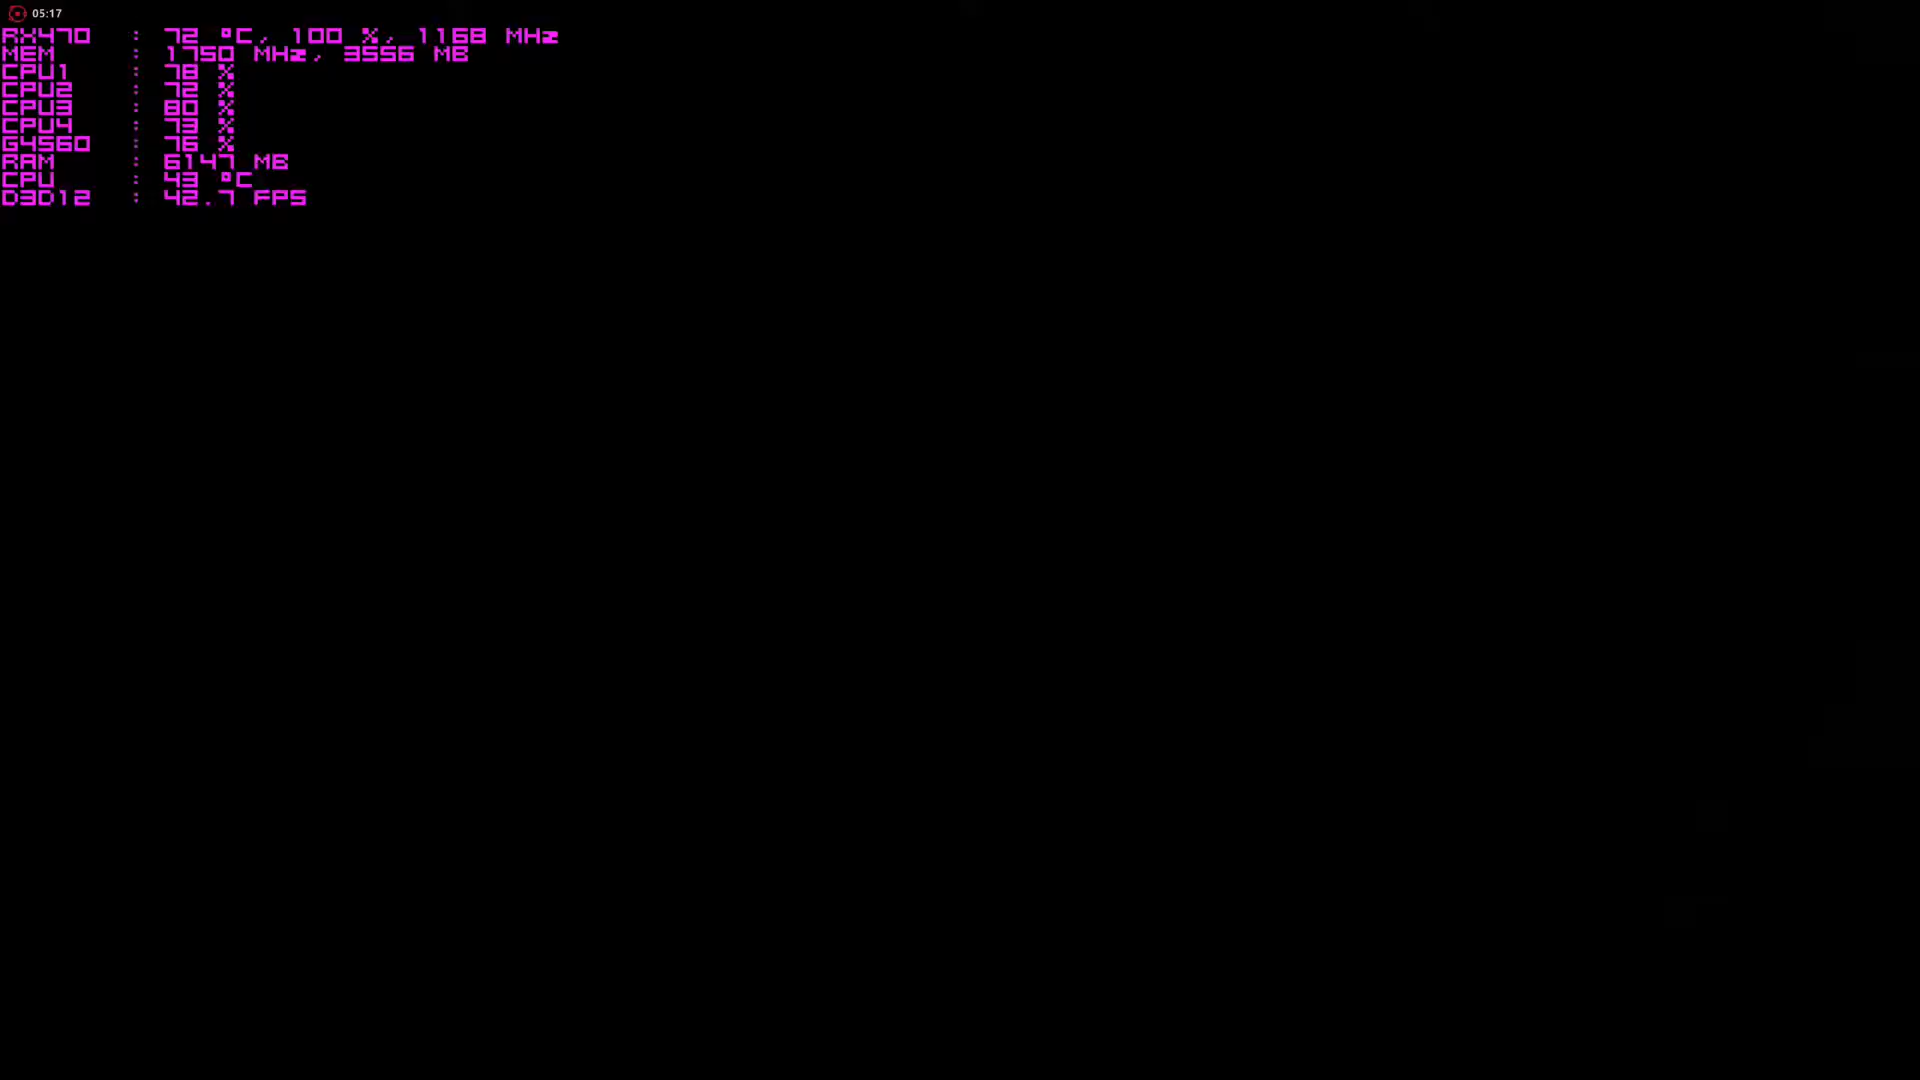 05:17
RX470 : 72 °C, 100 %, 1168 MHz
MEM : 1750 MHz, 3556 MB
CPU1 : 78 %
CPU2 : 72 %
CPU3 : 80 %
CPU4 : 73 %
G4560 : 76 %
RAM : 6147 MB
CPU : 43 °C
D3D12 : 42.7 FPS